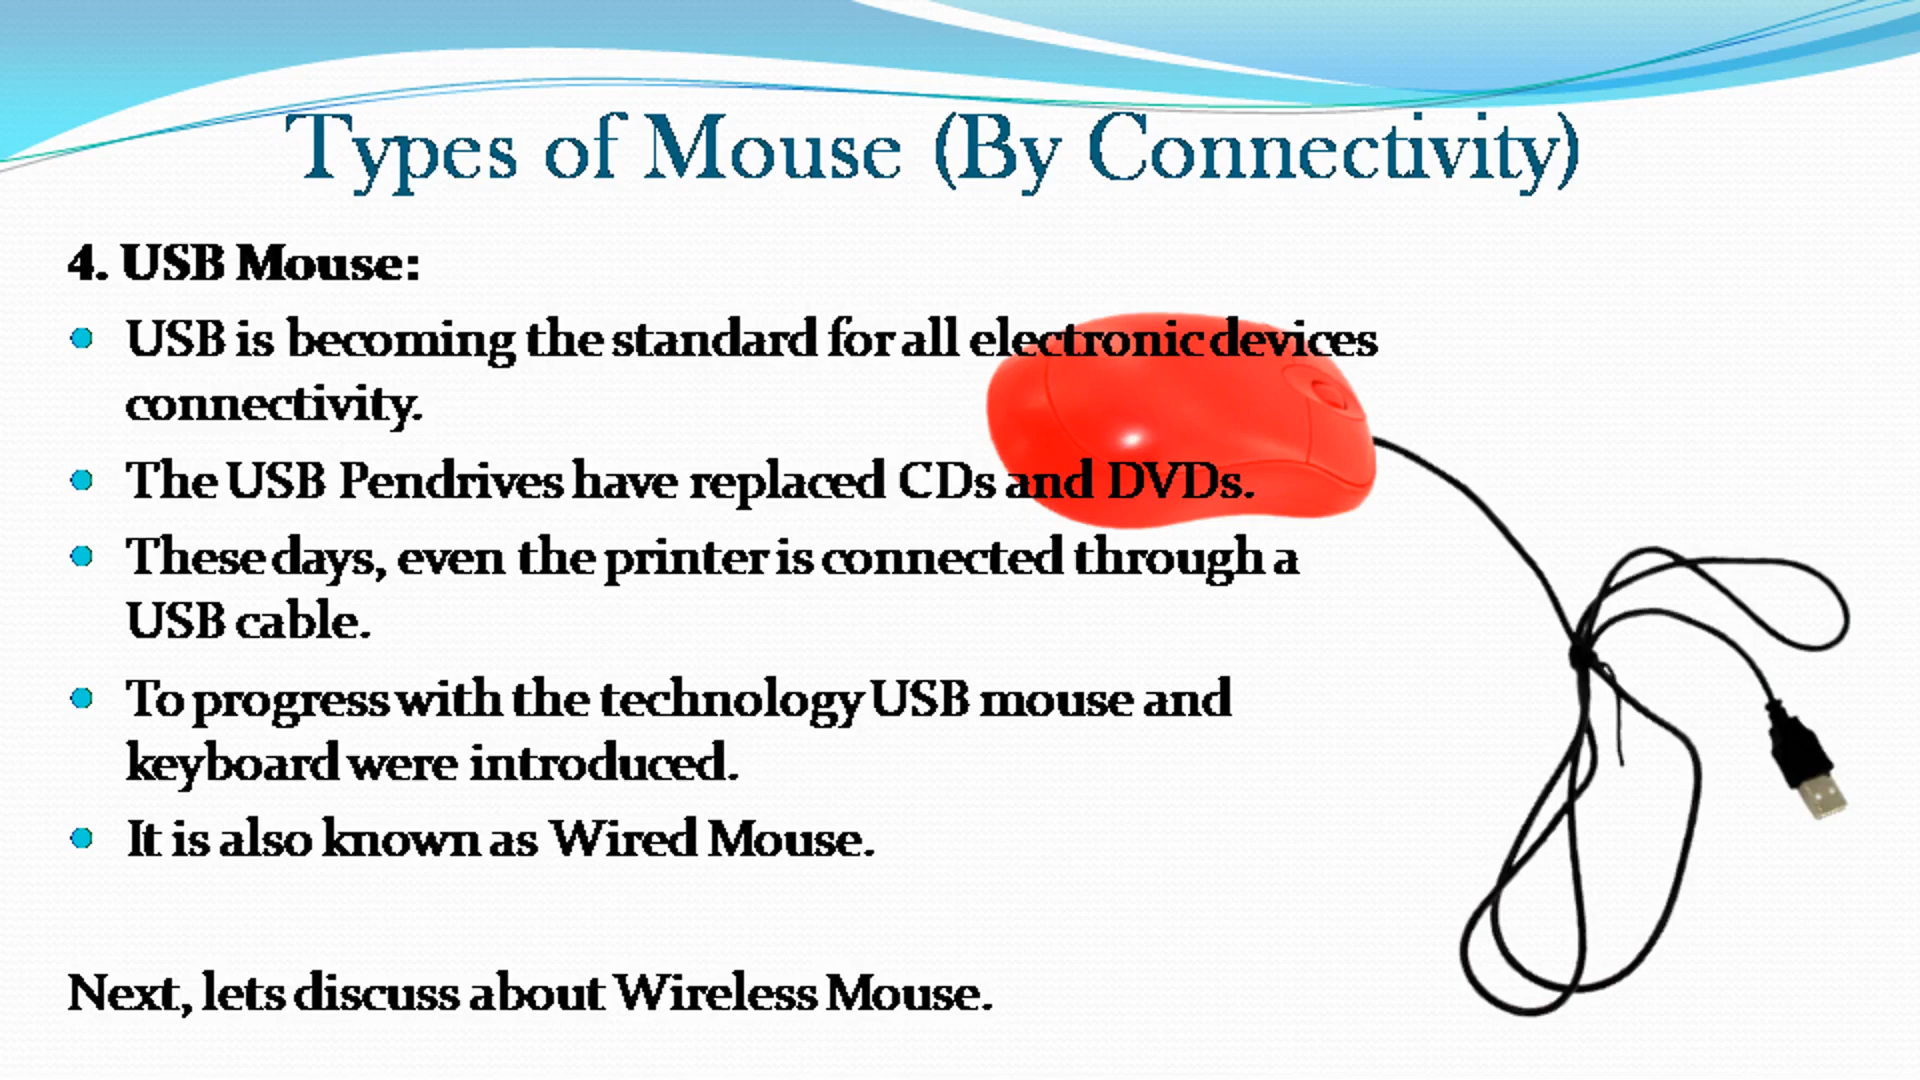 Types of Mouse (By Connectivity)
4. USB Mouse:
USB is becoming the standard for all electronic devices
connectivity.
The USB Pendrives have replaced CDs and DVDs.
These days, even the printer is connected through a
USB cable.
To progress with the technology USB mouse and
keyboard were introduced.
It is also known as Wired Mouse.
Next, lets discuss about Wireless Mouse.